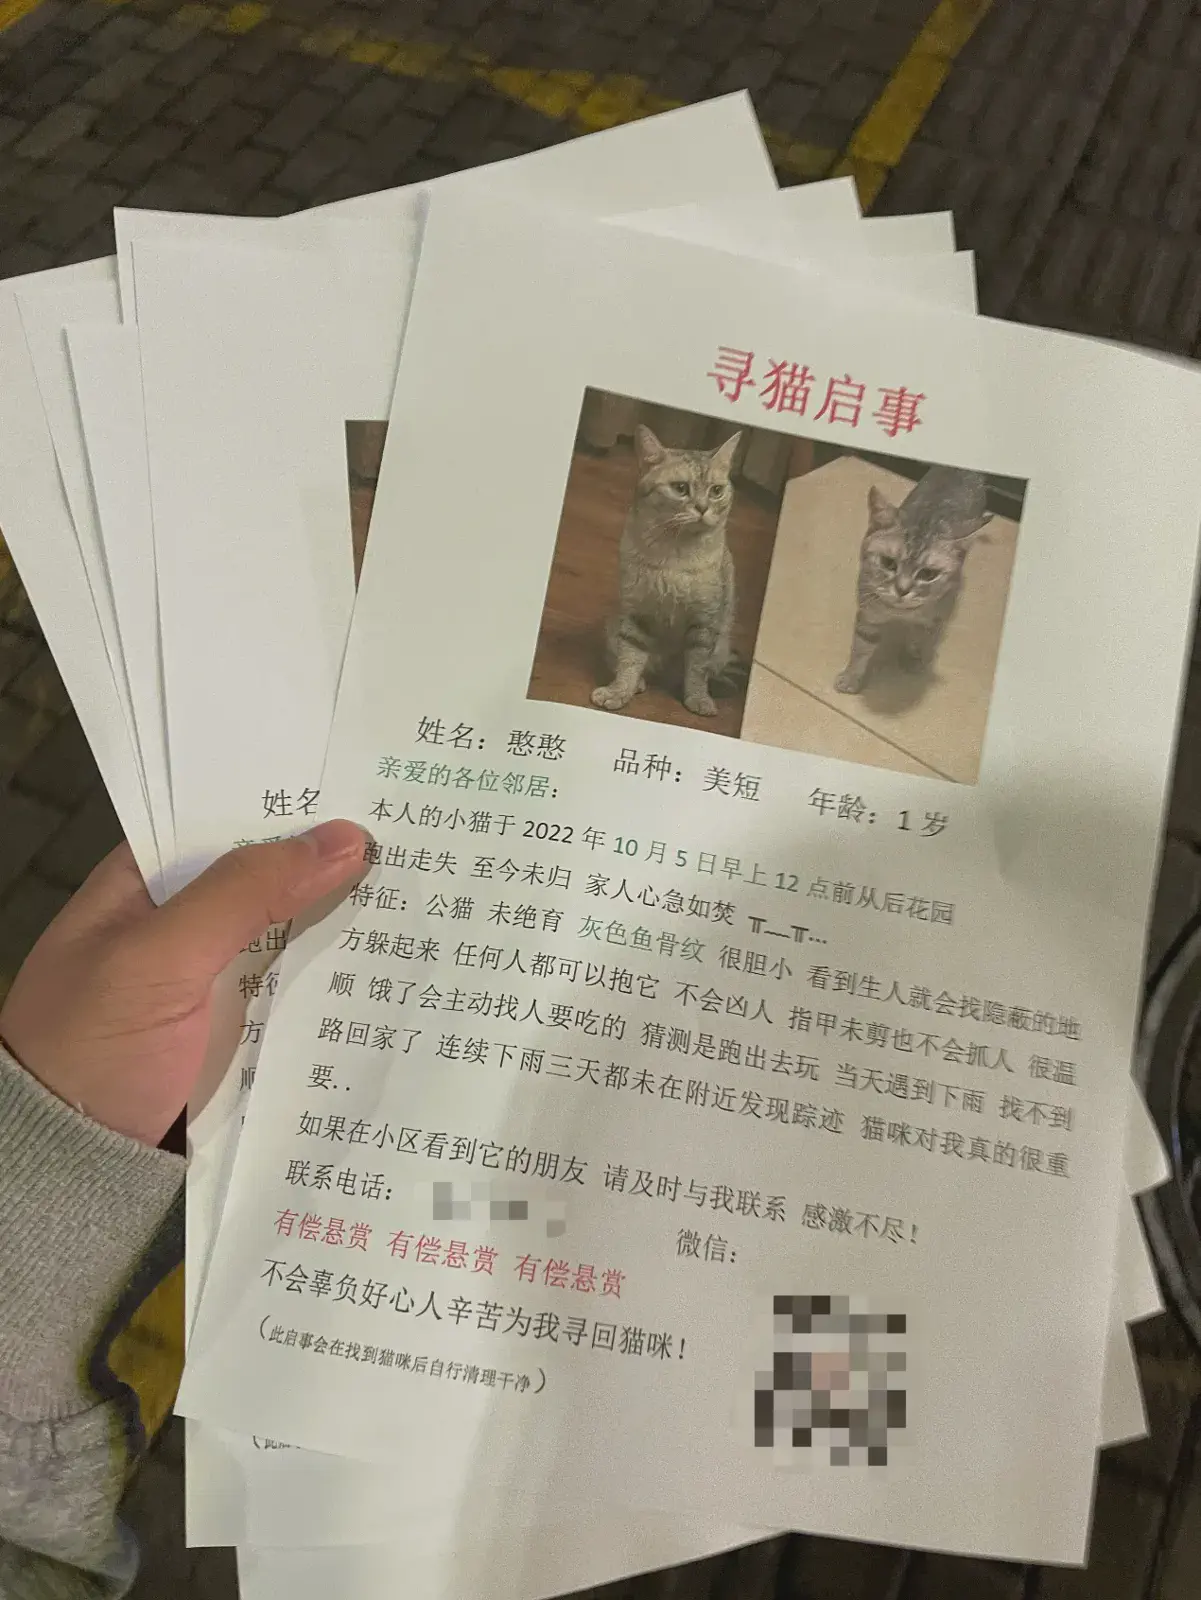 寻猫启事
姓名：憨憨 品种：美短 年龄：1 岁
亲爱的各位邻居：
本人的小猫于 2022 年 10 月 5 日早上 12 点前从后花园
跑出走失 至今未归 家人心急如焚 ╥﹏╥...
特征：公猫 未绝育 灰色鱼骨纹 很胆小 看到生人就会找隐蔽的地
方躲起来 任何人都可以抱它 不会凶人 指甲未剪也不会抓人 很温
顺 饿了会主动找人要吃的 猜测是跑出去玩 当天遇到下雨 找不到
路回家了 连续下雨三天都未在附近发现踪迹 猫咪对我真的很重
要..
如果在小区看到它的朋友 请及时与我联系 感激不尽！
联系电话：
微信：
有偿悬赏 有偿悬赏 有偿悬赏
不会辜负好心人辛苦为我寻回猫咪！
（此启事会在找到猫咪后自行清理干净）
姓名
跑出
特征
方
顺